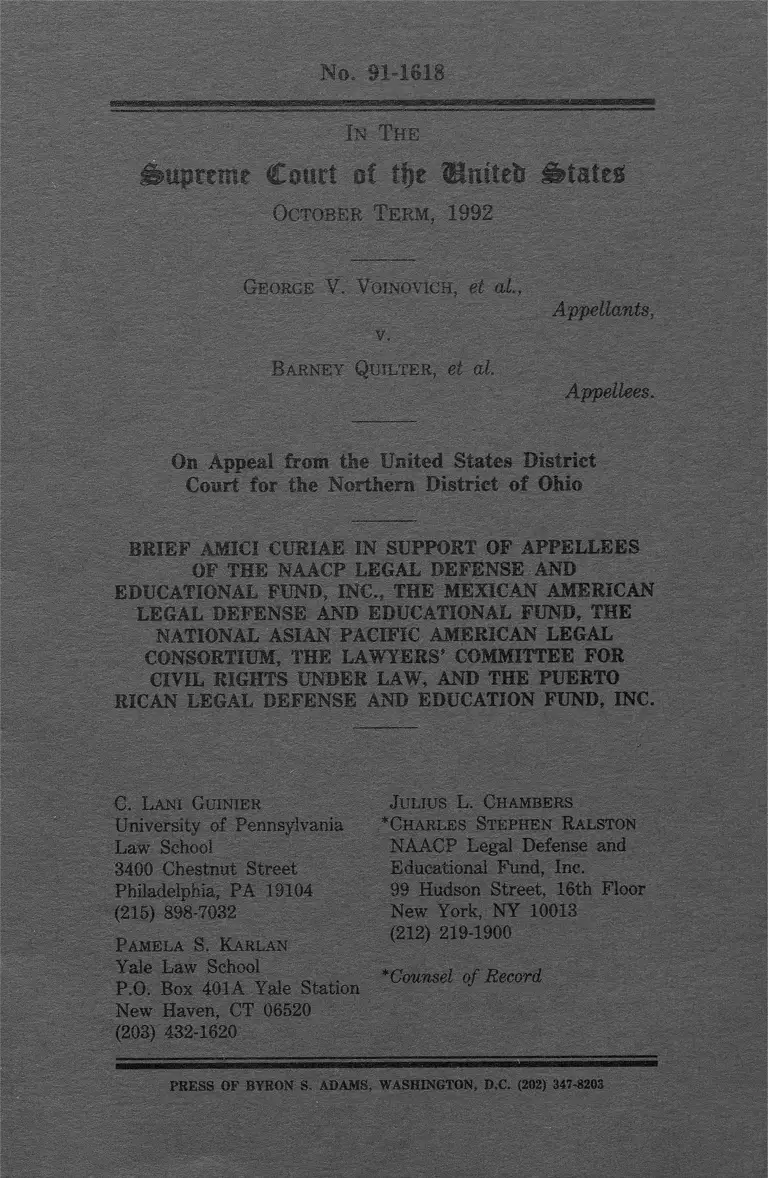 No. 91-1618
IN THE
Supreme Court of the United States
OCTOBER TERM, 1992
GEORGE V. VOINOVICH, et al.,
Appellants,
v.
BARNEY QUILTER, et al.
Appellees.
On Appeal from the United States District
Court for the Northern District of Ohio
BRIEF AMICI CURIAE IN SUPPORT OF APPELLEES
OF THE NAACP LEGAL DEFENSE AND
EDUCATIONAL FUND, INC., THE MEXICAN AMERICAN
LEGAL DEFENSE AND EDUCATIONAL FUND, THE
NATIONAL ASIAN PACIFIC AMERICAN LEGAL
CONSORTIUM, THE LAWYERS' COMMITTEE FOR
CIVIL RIGHTS UNDER LAW, AND THE PUERTO
RICAN LEGAL DEFENSE AND EDUCATION FUND, INC.
C. LANI GUINIER
University of Pennsylvania
Law School
3400 Chestnut Street
Philadelphia, PA 19104
(215) 898-7032
PAMELA S. KARLAN
Yale Law School
P.O. Box 401A Yale Station
New Haven, CT 06520
(203) 432-1620
JULIUS L. CHAMBERS
*CHARLES STEPHEN RALSTON
NAACP Legal Defense and
Educational Fund, Inc.
99 Hudson Street, 16th Floor
New York, NY 10013
(212) 219-1900
*Counsel of Record
PRESS OF BYRON S. ADAMS, WASHINGTON, D.C. (202) 347-8203